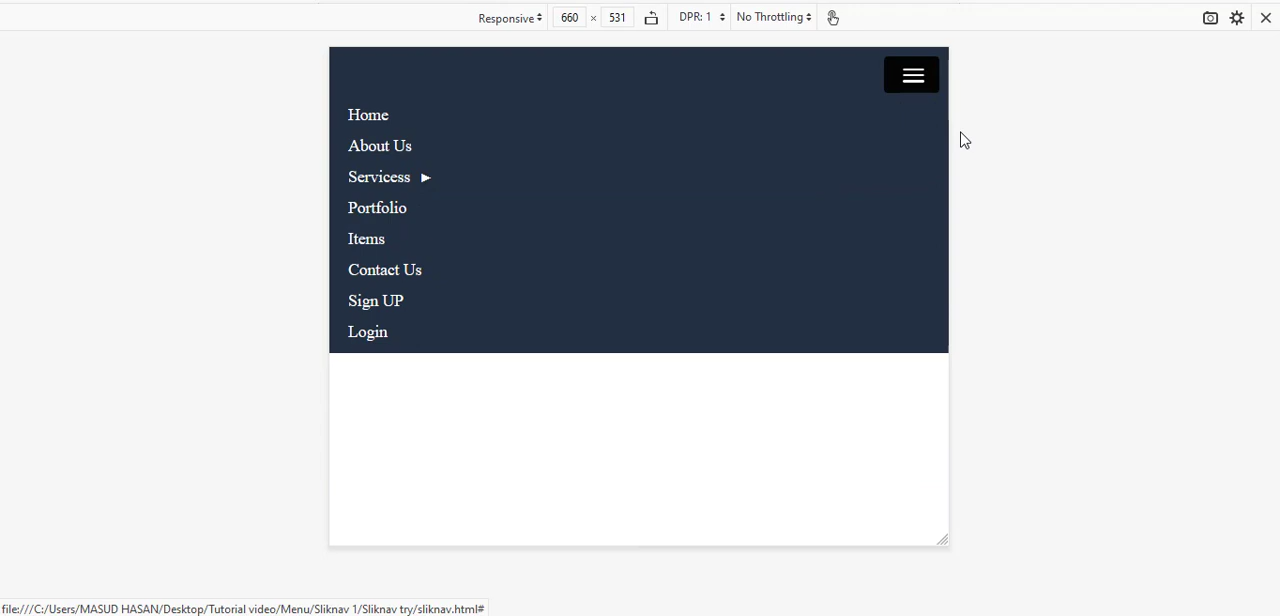 Responsive 660 × 531 DPR: 1 No Throttling
Home
About Us
Servicess ►
Portfolio
Items
Contact Us
Sign UP
Login
file:///C:/Users/MASUD HASAN/Desktop/Tutorial video/Menu/Sliknav 1/Sliknav try/sliknav.html#